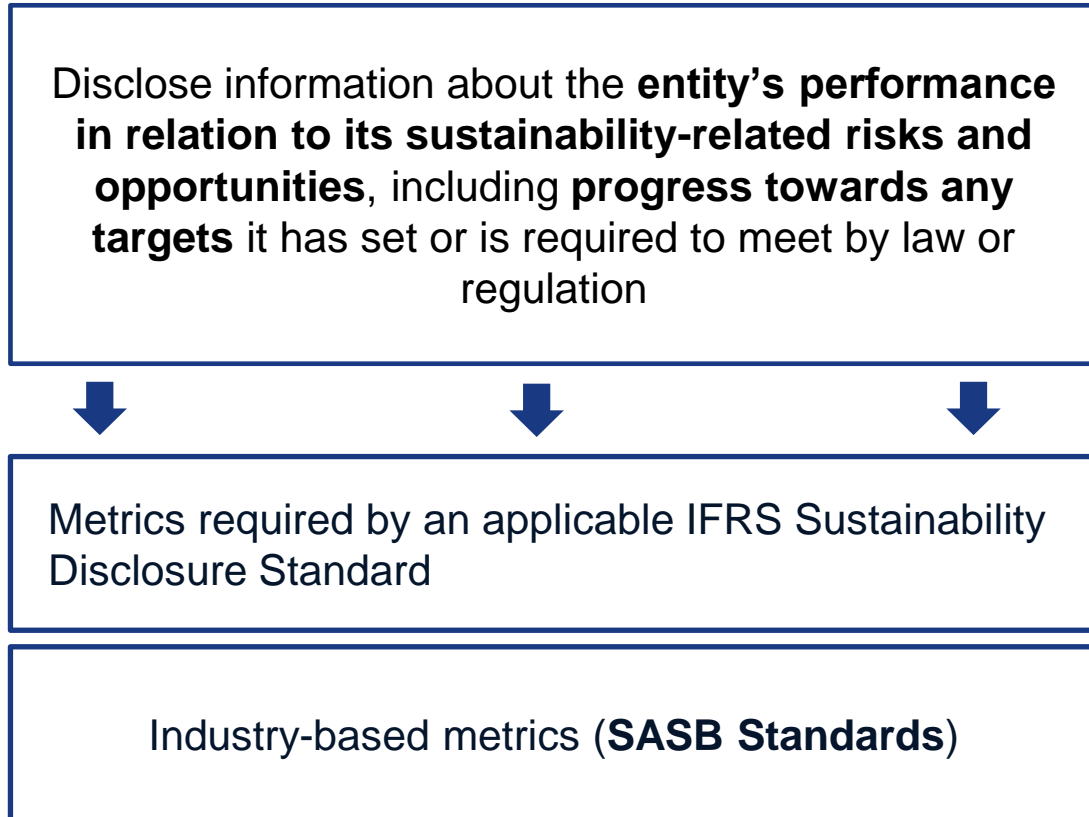 Disclose information about the entity’s performance
in relation to its sustainability-related risks and
opportunities, including progress towards any
targets it has set or is required to meet by law or
regulation
Metrics required by an applicable IFRS Sustainability
Disclosure Standard
Industry-based metrics (SASB Standards)